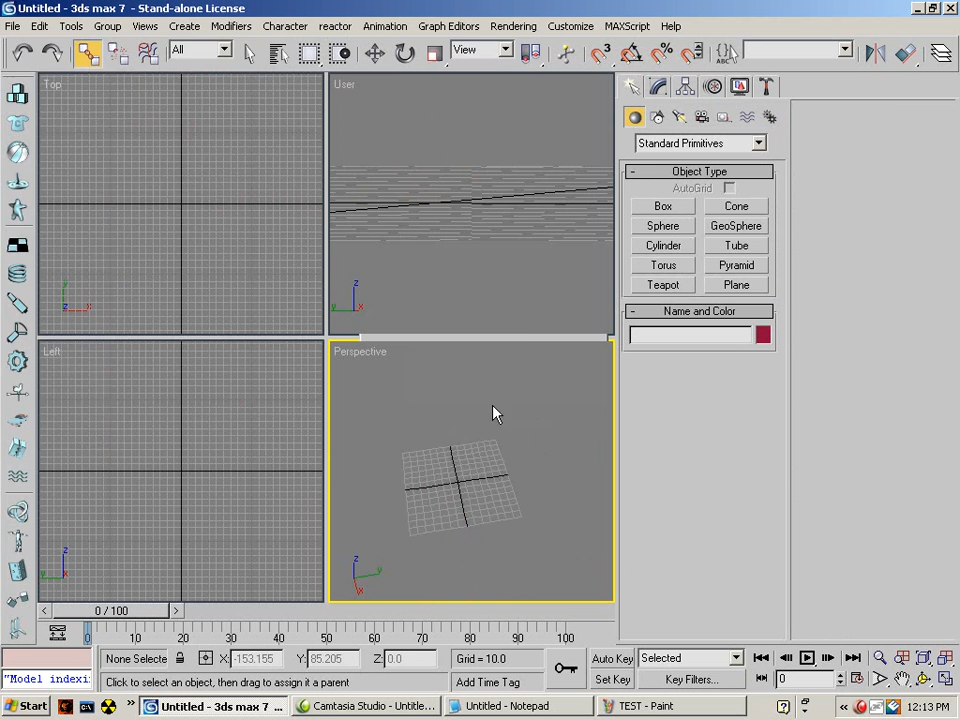 Untitled - 3ds max 7 - Stand-alone License
File Edit Tools Group Views Create Modifiers Character reactor Animation Graph Editors Rendering Customize MAXScript Help
All
View
ABC
Top
User
Standard Primitives
- Object Type
AutoGrid
Box Cone
Sphere GeoSphere
Cylinder Tube
Torus Pyramid
Teapot Plane
- Name and Color
y z x
z y x
Left
Perspective
z y x
z y x
< 0 / 100 >
0 10 20 30 40 50 60 70 80 90 100
None Selecte X: -153.155 Y: 85.205 Z: 0.0 Grid = 10.0 Auto Key Selected
"Model indexi Click to select an object, then drag to assign it a parent Add Time Tag Set Key Key Filters... 0
Start » Untitled - 3ds max 7 ... Camtasia Studio - Untitle... Untitled - Notepad TEST - Paint « 12:13 PM